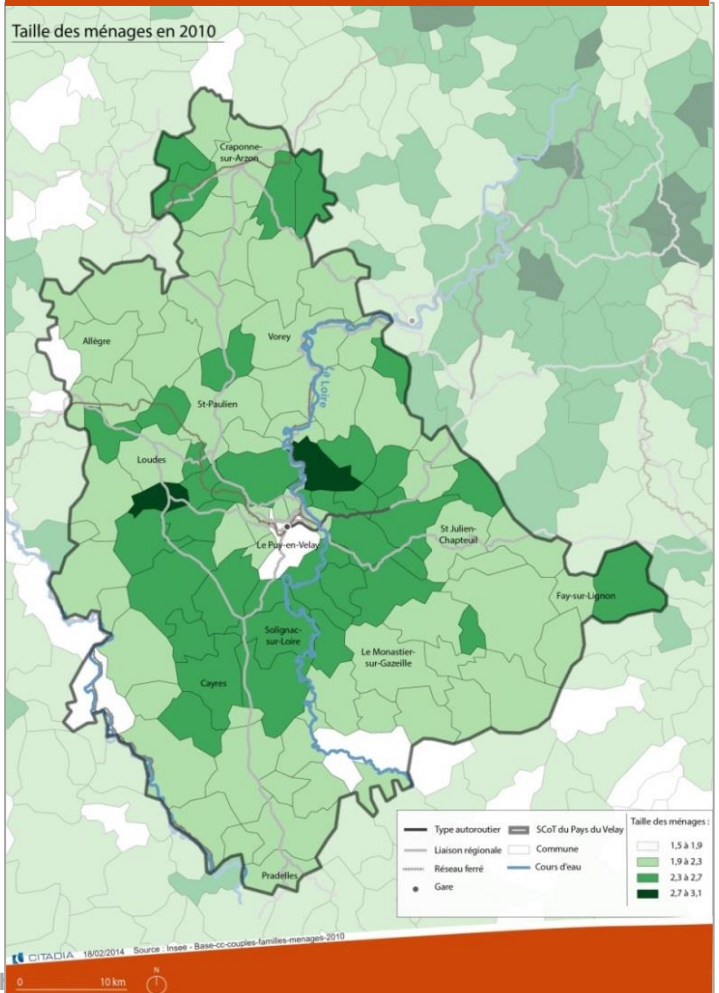 Taille des ménages en 2010
Craponne-
sur-Arzon
Allègre
Vorey
La Loire
St-Paulien
Loudes
Le Puy-en-Velay
St Julien-
Chapteuil
Fay-sur-Lignon
Solignac-
sur-Loire
Le Monastier-
sur-Gazeille
Cayres
Pradelles
Type autoroutier
Liaison régionale
Réseau ferré
Gare
SCoT du Pays du Velay
Commune
Cours d'eau
Taille des ménages :
1,5 à 1,9
1,9 à 2,3
2,3 à 2,7
2,7 à 3,1
CITADIA 18/02/2014 Source : Insee - Base-cc-couples-familles-menages-2010
0 10 km
N